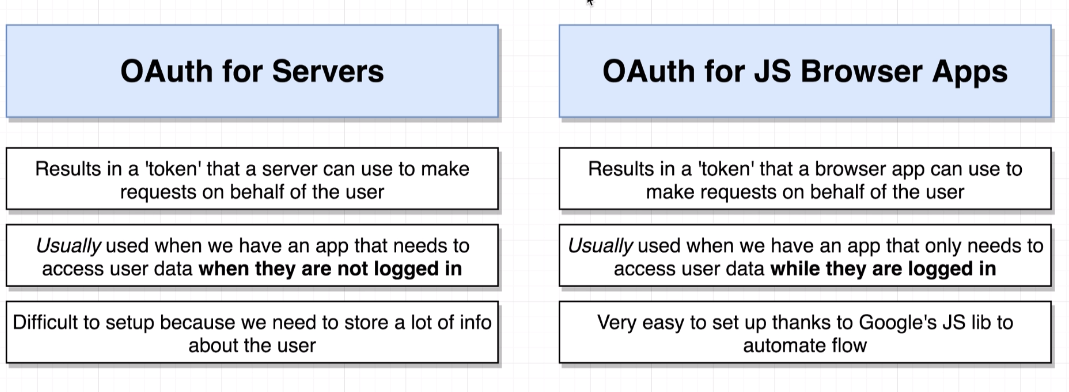 OAuth for Servers
Results in a 'token' that a server can use to make
requests on behalf of the user
Usually used when we have an app that needs to
access user data when they are not logged in
Difficult to setup because we need to store a lot of info
about the user
OAuth for JS Browser Apps
Results in a 'token' that a browser app can use to
make requests on behalf of the user
Usually used when we have an app that only needs to
access user data while they are logged in
Very easy to set up thanks to Google's JS lib to
automate flow